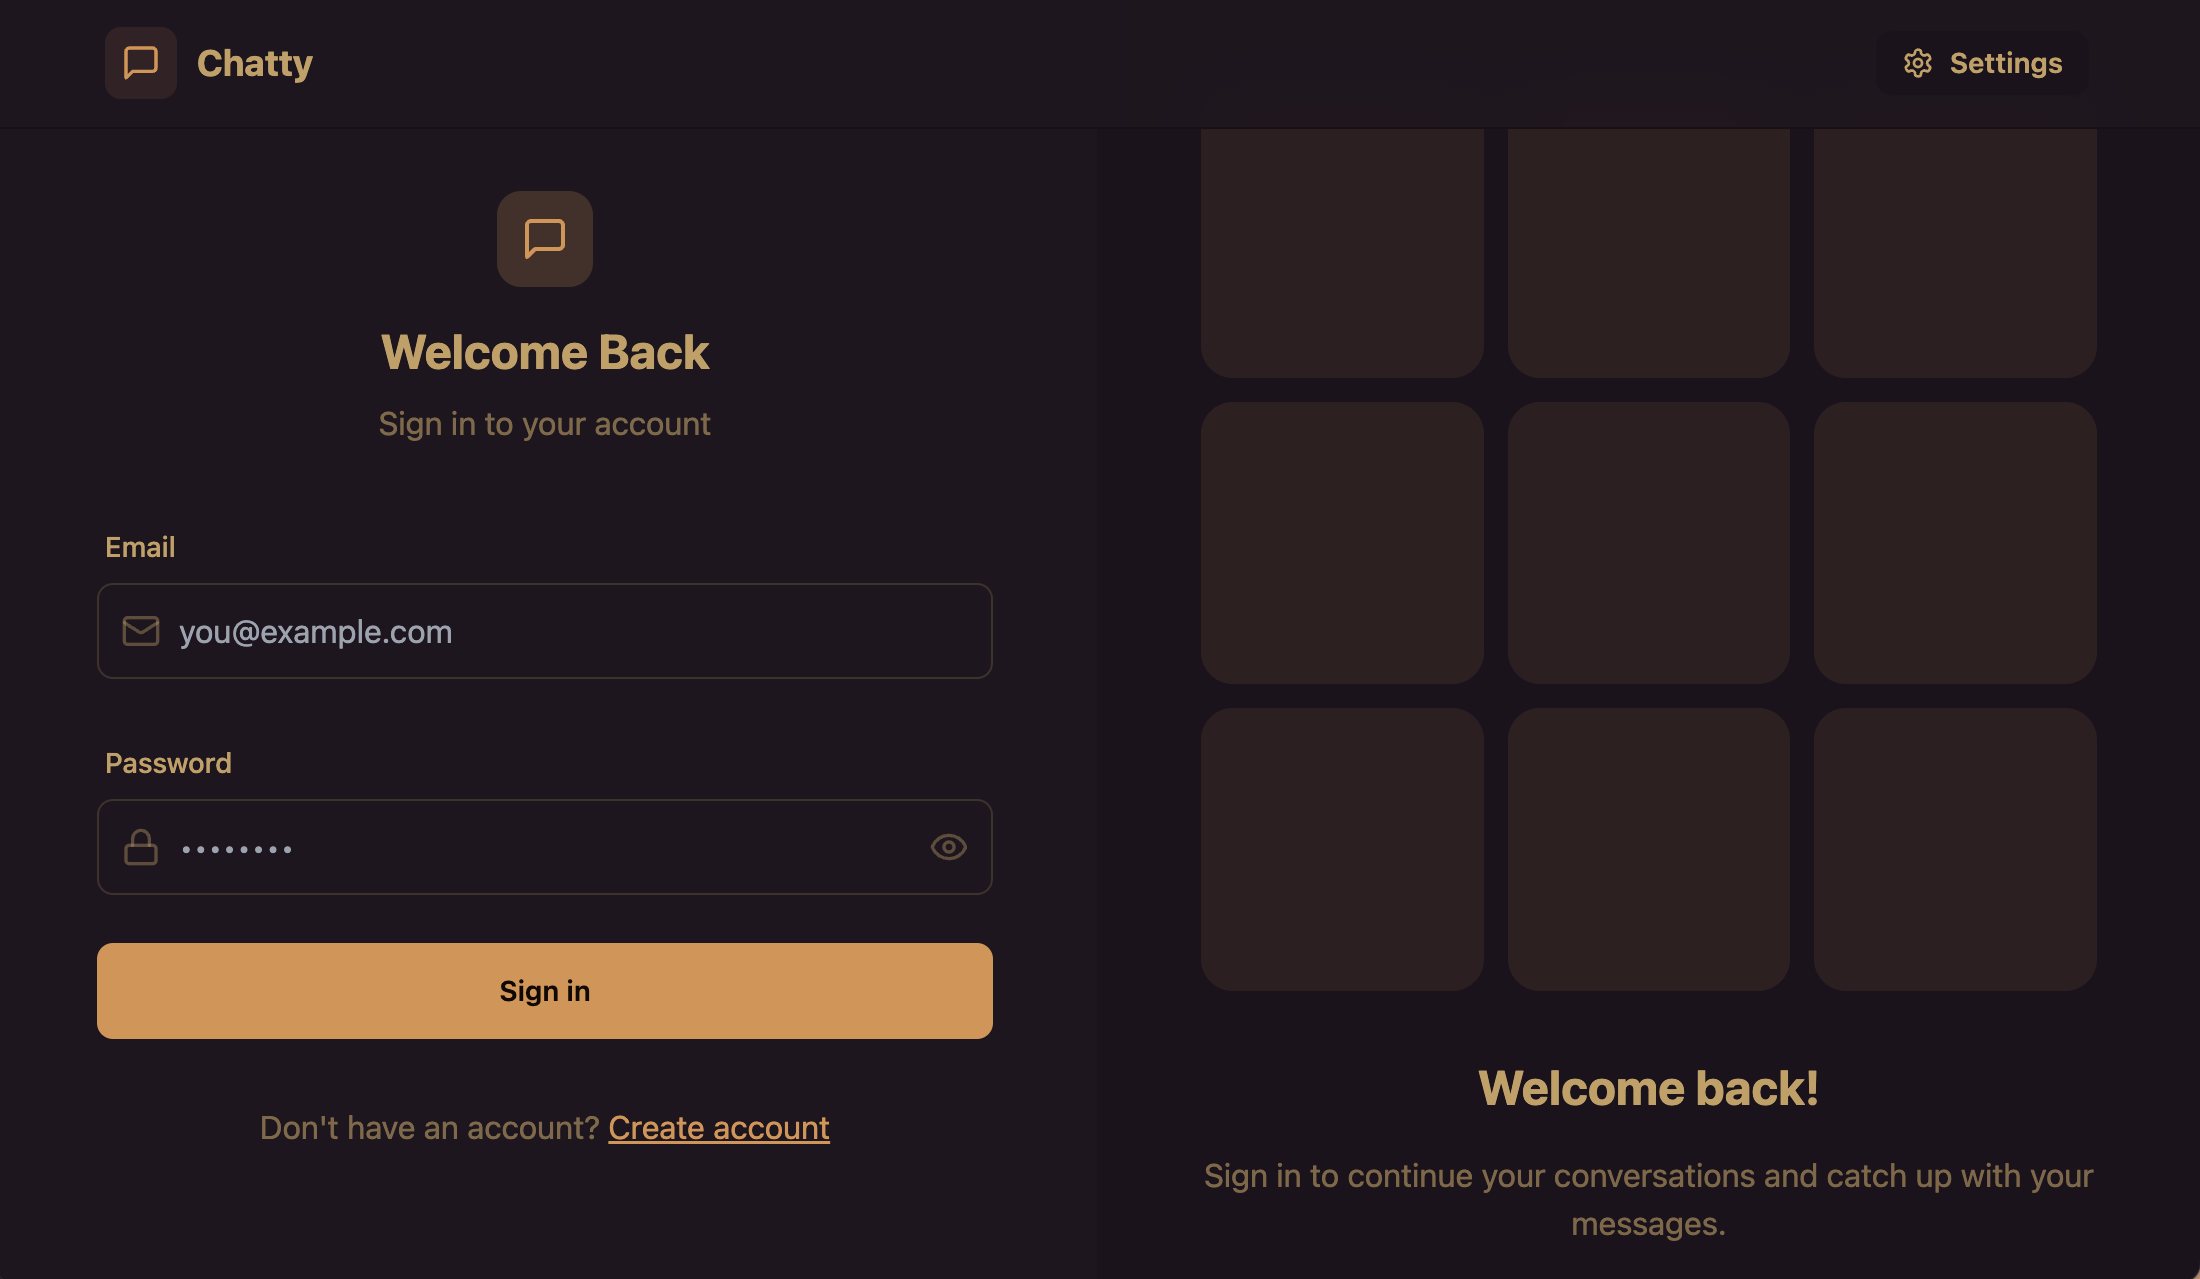 Chatty
Settings
Welcome Back
Sign in to your account
Email
you@example.com
Password
••••••••
Sign in
Don't have an account? Create account
Welcome back!
Sign in to continue your conversations and catch up with your
messages.